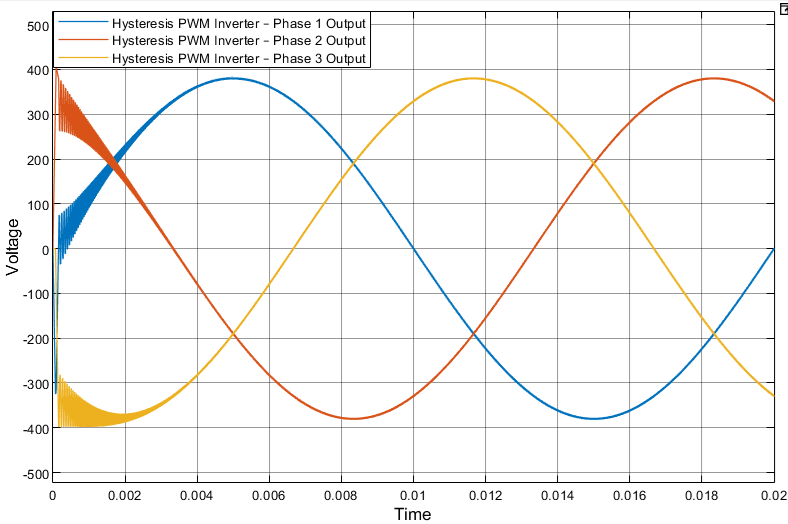 Hysteresis PWM Inverter – Phase 1 Output
Hysteresis PWM Inverter – Phase 2 Output
Hysteresis PWM Inverter – Phase 3 Output
500
400
300
200
100
0
-100
-200
-300
-400
-500
Voltage
0 0.002 0.004 0.006 0.008 0.01 0.012 0.014 0.016 0.018 0.02
Time